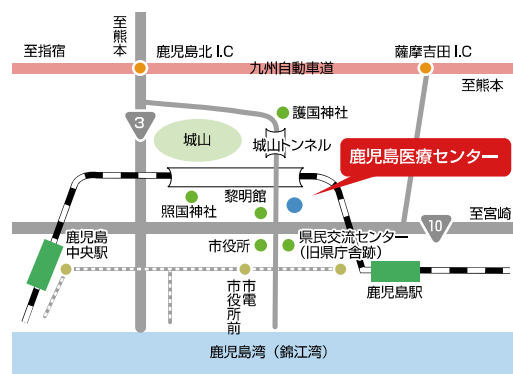 至熊本
至指宿
鹿児島北I.C
九州自動車道
薩摩吉田I.C
至熊本
護国神社
3
城山
城山トンネル
鹿児島医療センター
黎明館
照国神社
至宮崎
10
鹿児島
中央駅
市役所
県民交流センター
（旧県庁舎跡）
市電
市役所前
鹿児島駅
鹿児島湾（錦江湾）